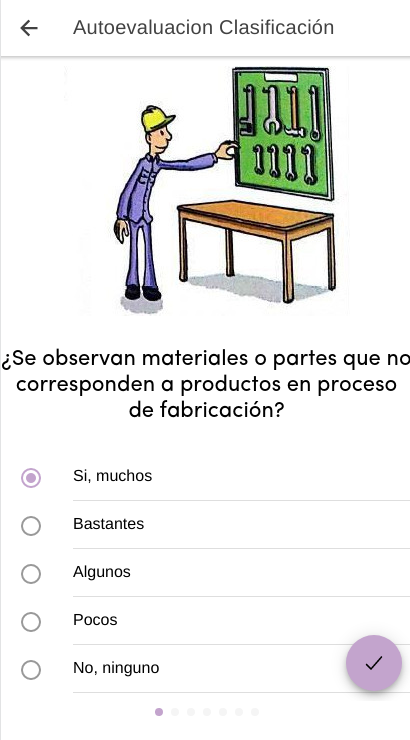 Autoevaluacion Clasificación
¿Se observan materiales o partes que no
corresponden a productos en proceso
de fabricación?
Si, muchos
Bastantes
Algunos
Pocos
No, ninguno